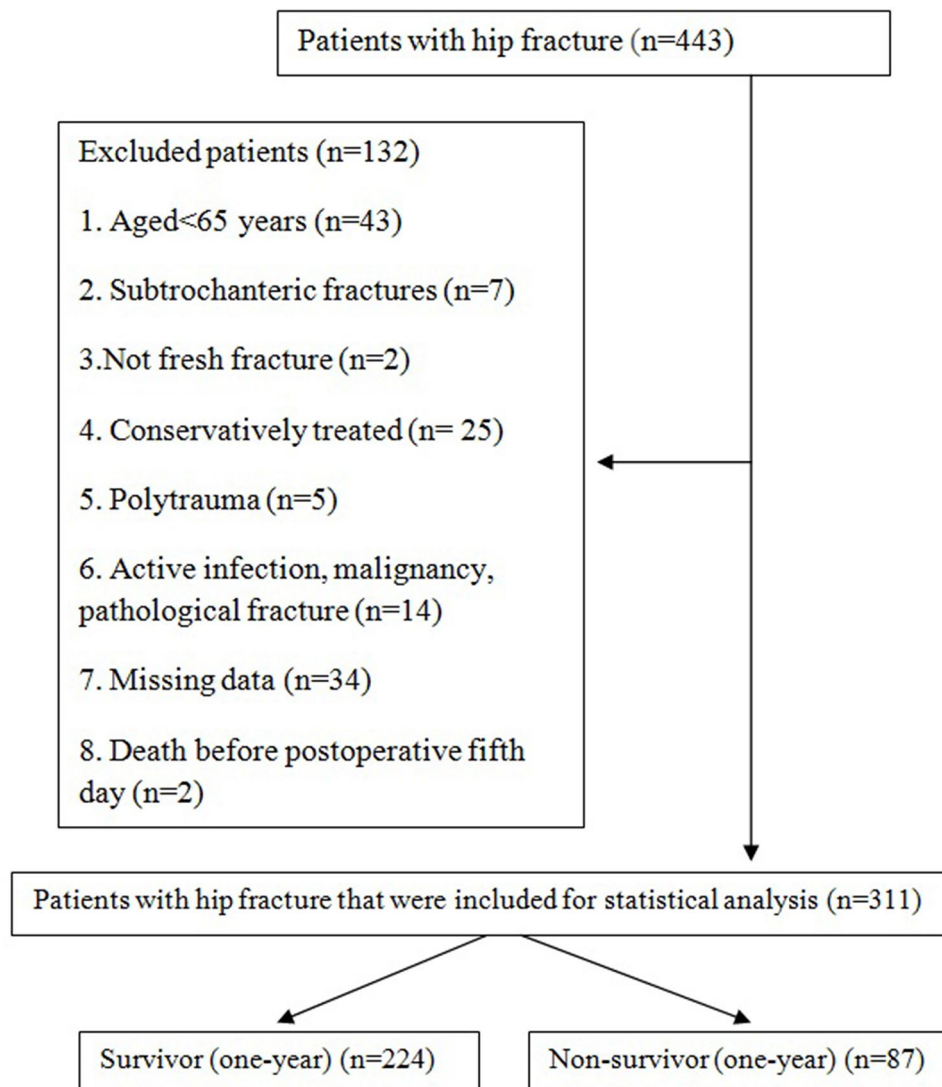 Patients with hip fracture (n=443)
Excluded patients (n=132)
1. Aged<65 years (n=43)
2. Subtrochanteric fractures (n=7)
3.Not fresh fracture (n=2)
4. Conservatively treated (n= 25)
5. Polytrauma (n=5)
6. Active infection, malignancy,
pathological fracture (n=14)
7. Missing data (n=34)
8. Death before postoperative fifth
day (n=2)
Patients with hip fracture that were included for statistical analysis (n=311)
Survivor (one-year) (n=224)
Non-survivor (one-year) (n=87)